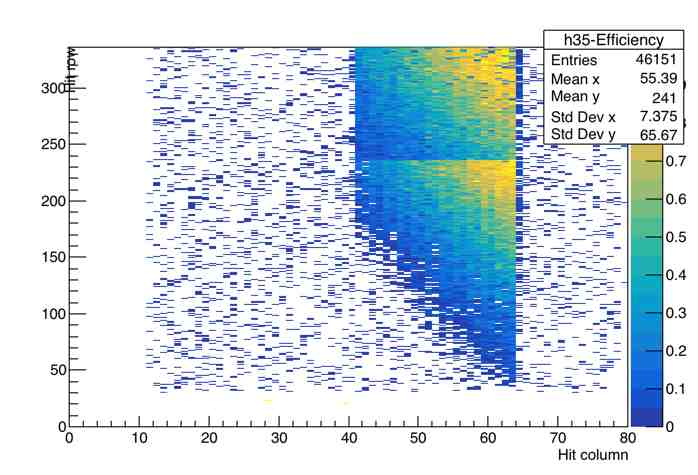 h35-Efficiency
Entries 46151
Mean x 55.39
Mean y 241
Std Dev x 7.375
Std Dev y 65.67
300
250
200
150
100
50
0
0.7
0.6
0.5
0.4
0.3
0.2
0.1
0
0 10 20 30 40 50 60 70 80
Hit column